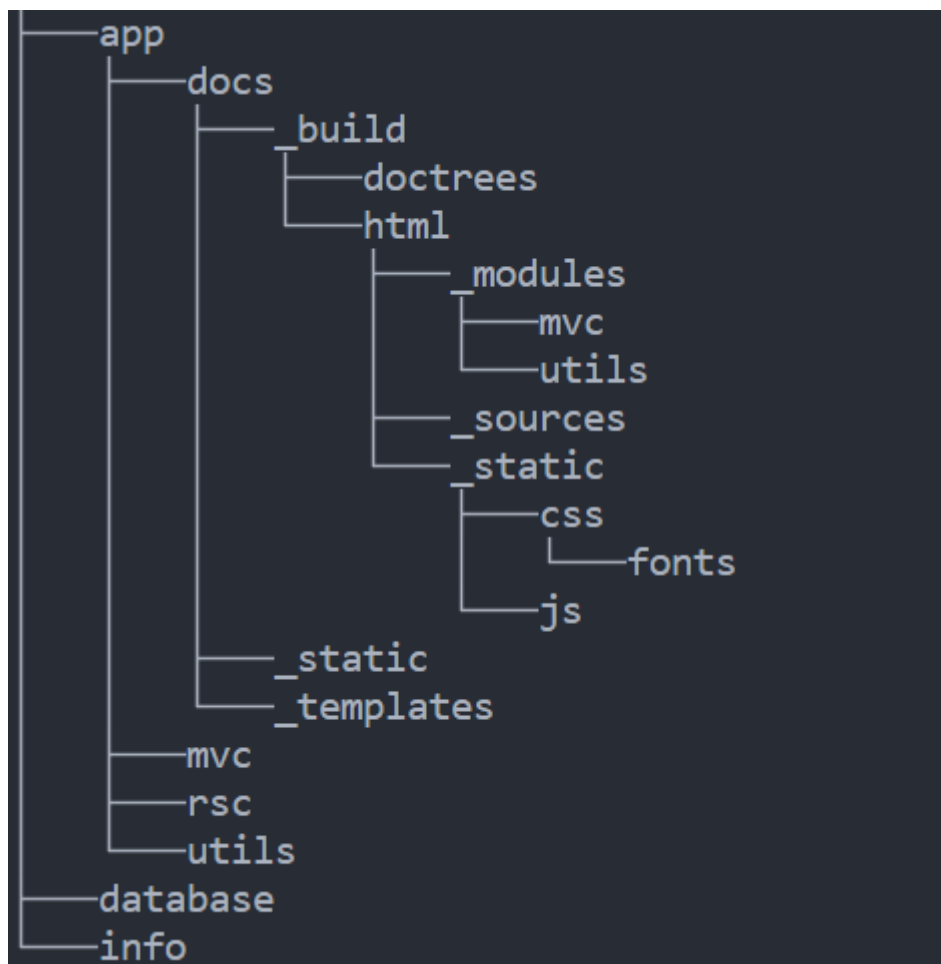 app
docs
_build
doctrees
html
_modules
mvc
utils
_sources
_static
css
fonts
js
_static
_templates
mvc
rsc
utils
database
info